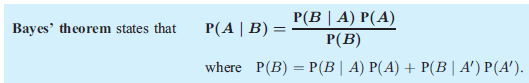 Bayes' theorem states that P(A | B) = P(B | A) P(A) / P(B)
where P(B) = P(B | A) P(A) + P(B | A′) P(A′).